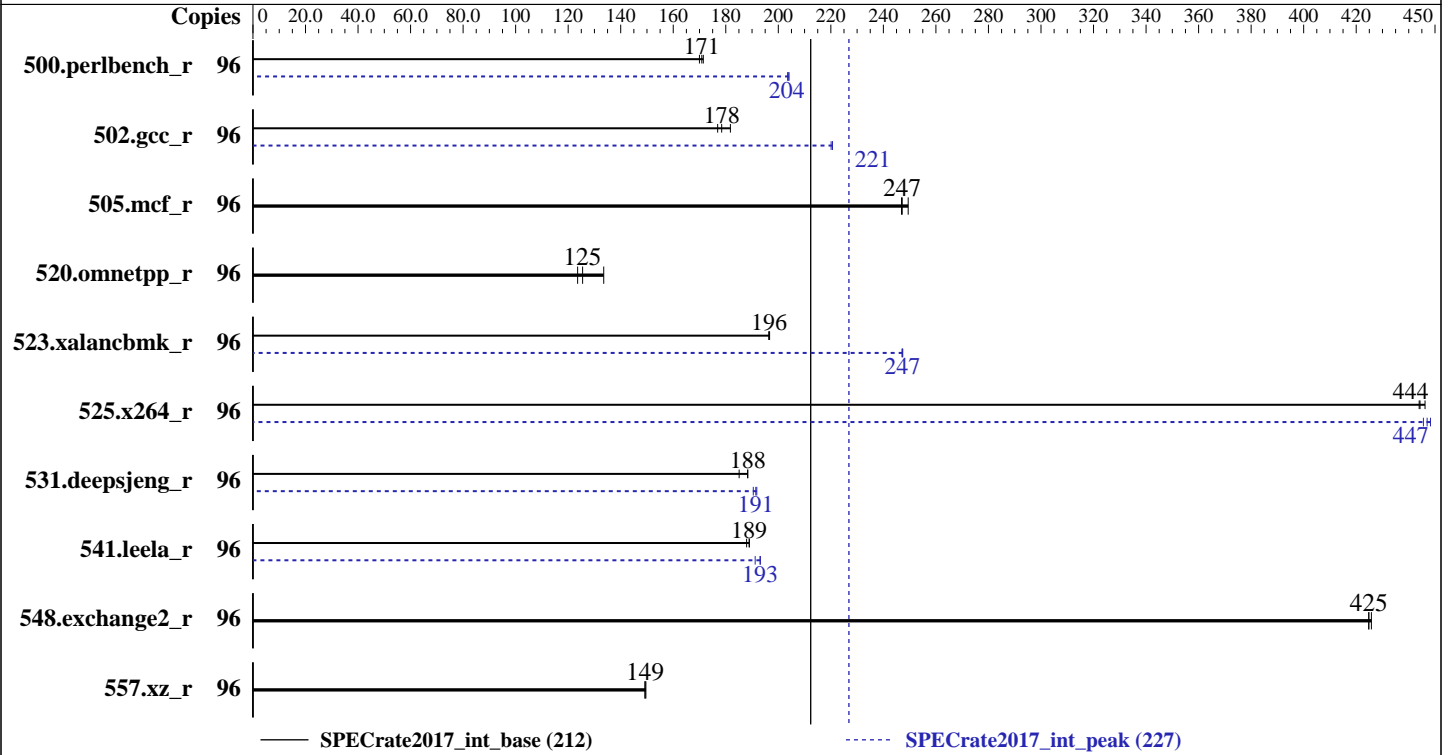 Copies 0 20.0 40.0 60.0 80.0 100 120 140 160 180 200 220 240 260 280 300 320 340 360 380 400 420 450
171
500.perlbench_r 96
204
178
502.gcc_r 96
221
247
505.mcf_r 96
125
520.omnetpp_r 96
196
523.xalancbmk_r 96
247
444
525.x264_r 96
447
188
531.deepsjeng_r 96
191
189
541.leela_r 96
193
425
548.exchange2_r 96
149
557.xz_r 96
SPECrate2017_int_base (212) SPECrate2017_int_peak (227)